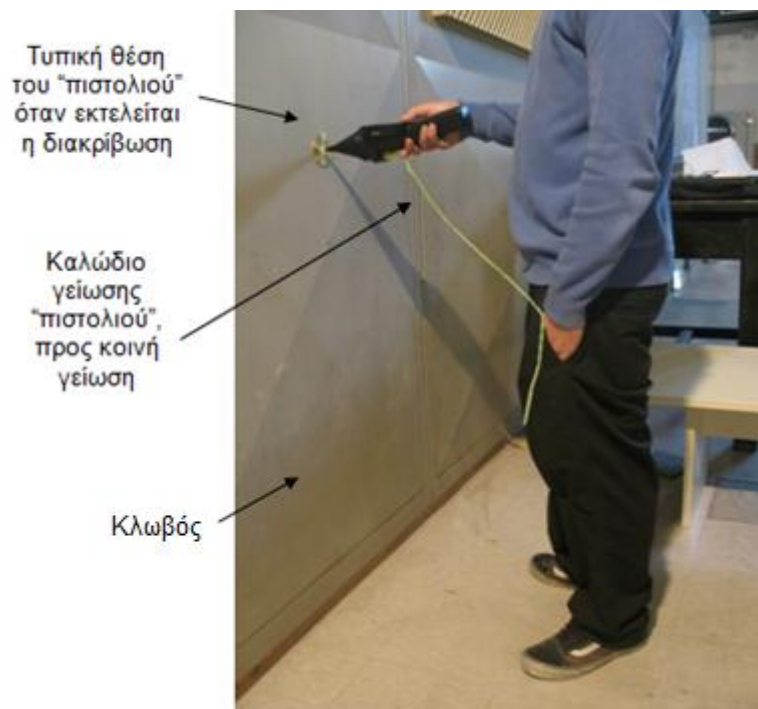 Τυπική θέση
του “πιστολιού”
όταν εκτελείται
η διακρίβωση
Καλώδιο
γείωσης
“πιστολιού”,
προς κοινή
γείωση
Κλωβός